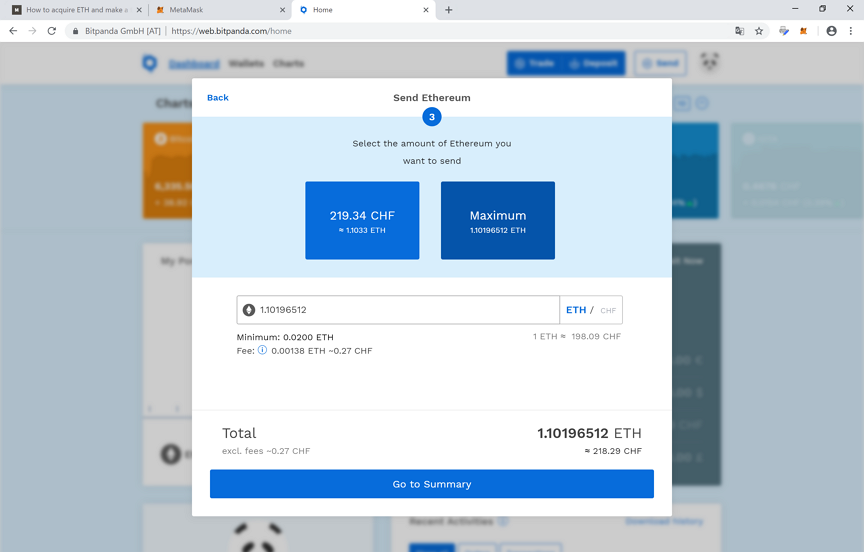 How to acquire ETH and make a
MetaMask
Home
Bitpanda GmbH [AT] | https://web.bitpanda.com/home
Dashboard Wallets Charts
Trade Deposit Send
Charts
Back
Send Ethereum
3
Select the amount of Ethereum you
want to send
219.34 CHF
≈ 1.1033 ETH
Maximum
1.10196512 ETH
1.10196512
ETH / CHF
Minimum: 0.0200 ETH
1 ETH ≈ 198.09 CHF
Fee: 0.00138 ETH ~0.27 CHF
Total
1.10196512 ETH
excl. fees ~0.27 CHF
≈ 218.29 CHF
Go to Summary
Recent Activities
Download history